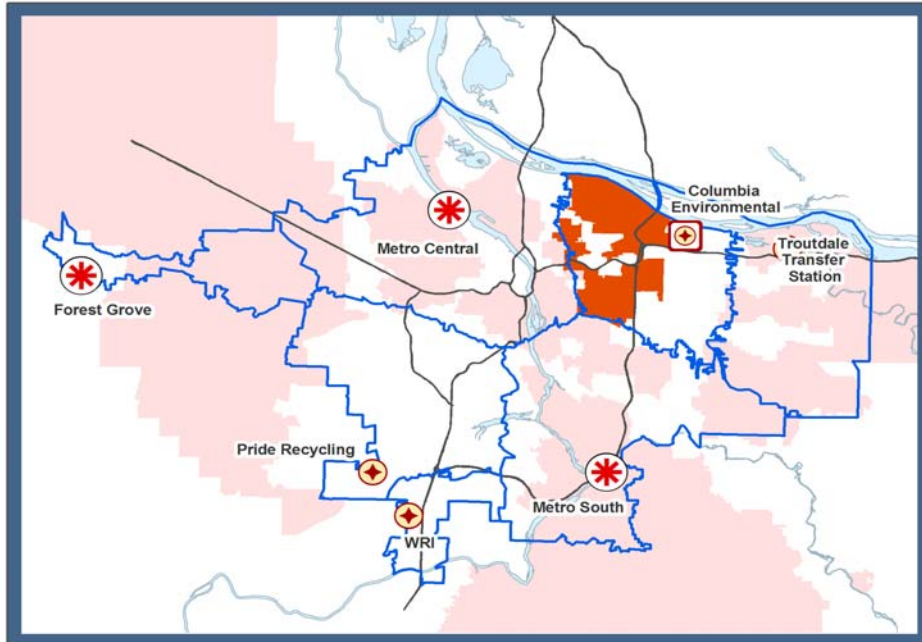 Columbia
Environmental
Metro Central
Troutdale
Transfer
Station
Forest Grove
Pride Recycling
Metro South
WRI